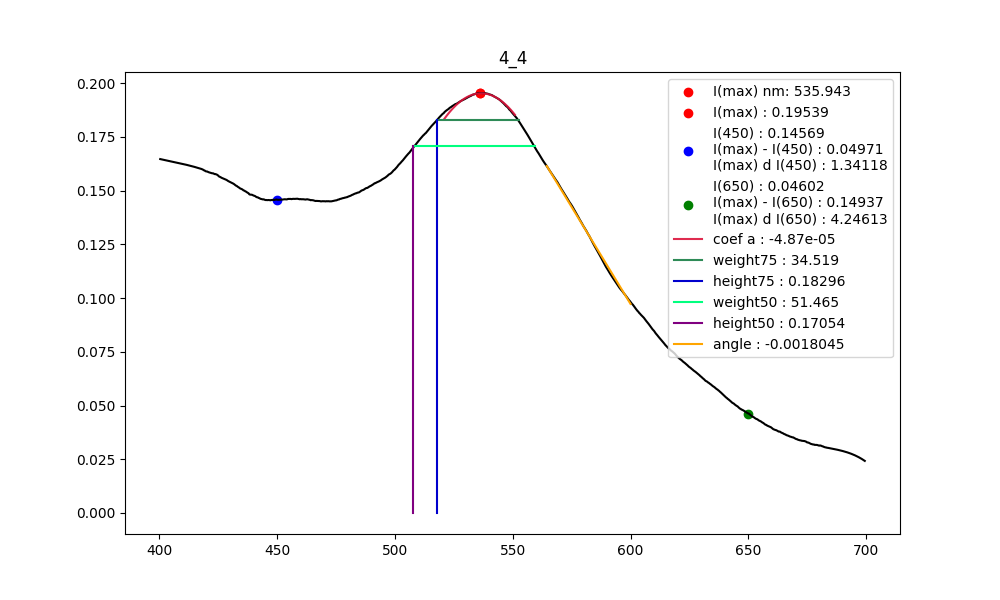 4_4
0.200
0.175
0.150
0.125
0.100
0.075
0.050
0.025
0.000
400
450
500
550
600
650
700
I(max) nm: 535.943
I(max) : 0.19539
I(450) : 0.14569
I(max) - I(450) : 0.04971
I(max) d I(450) : 1.34118
I(650) : 0.04602
I(max) - I(650) : 0.14937
I(max) d I(650) : 4.24613
coef a : -4.87e-05
weight75 : 34.519
height75 : 0.18296
weight50 : 51.465
height50 : 0.17054
angle : -0.0018045